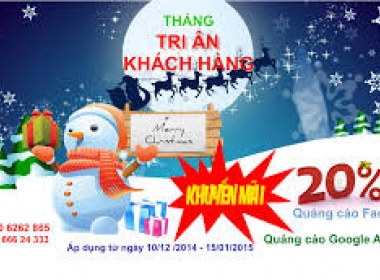 THÁNG
TRI ÂN
KHÁCH HÀNG
Merry
Christmas
KHUYẾN MÃI !
20%
Quảng cáo Fa
0 6262 865
666 24 333
Quảng cáo Google A
Áp dụng từ ngày 10/12 /2014 - 15/01/2015